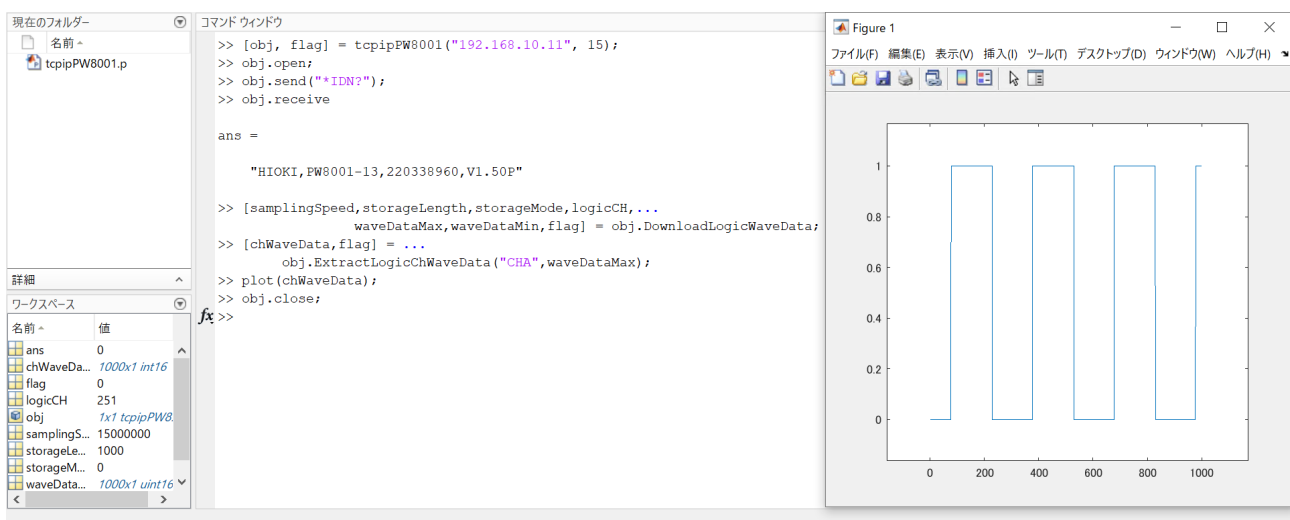 現在のフォルダー
名前
tcpipPW8001.p
詳細
ワークスペース
名前 値
ans 0
chWaveDa... 1000x1 int16
flag 0
logicCH 251
obj 1x1 tcpipPW8.
samplingS... 15000000
storageLe... 1000
storageM... 0
waveData... 1000x1 uint16
コマンド ウィンドウ
>> [obj, flag] = tcpipPW8001("192.168.10.11", 15);
>> obj.open;
>> obj.send("*IDN?");
>> obj.receive
ans =
"HIOKI,PW8001-13,220338960,V1.50P"
>> [samplingSpeed,storageLength,storageMode,logicCH,...
waveDataMax,waveDataMin,flag] = obj.DownloadLogicWaveData;
>> [chWaveData,flag] = ...
obj.ExtractLogicChWaveData("CHA",waveDataMax);
>> plot(chWaveData);
>> obj.close;
fx >>
Figure 1
ファイル(F) 編集(E) 表示(V) 挿入(I) ツール(T) デスクトップ(D) ウィンドウ(W) ヘルプ(H)
1
0.8
0.6
0.4
0.2
0
0 200 400 600 800 1000